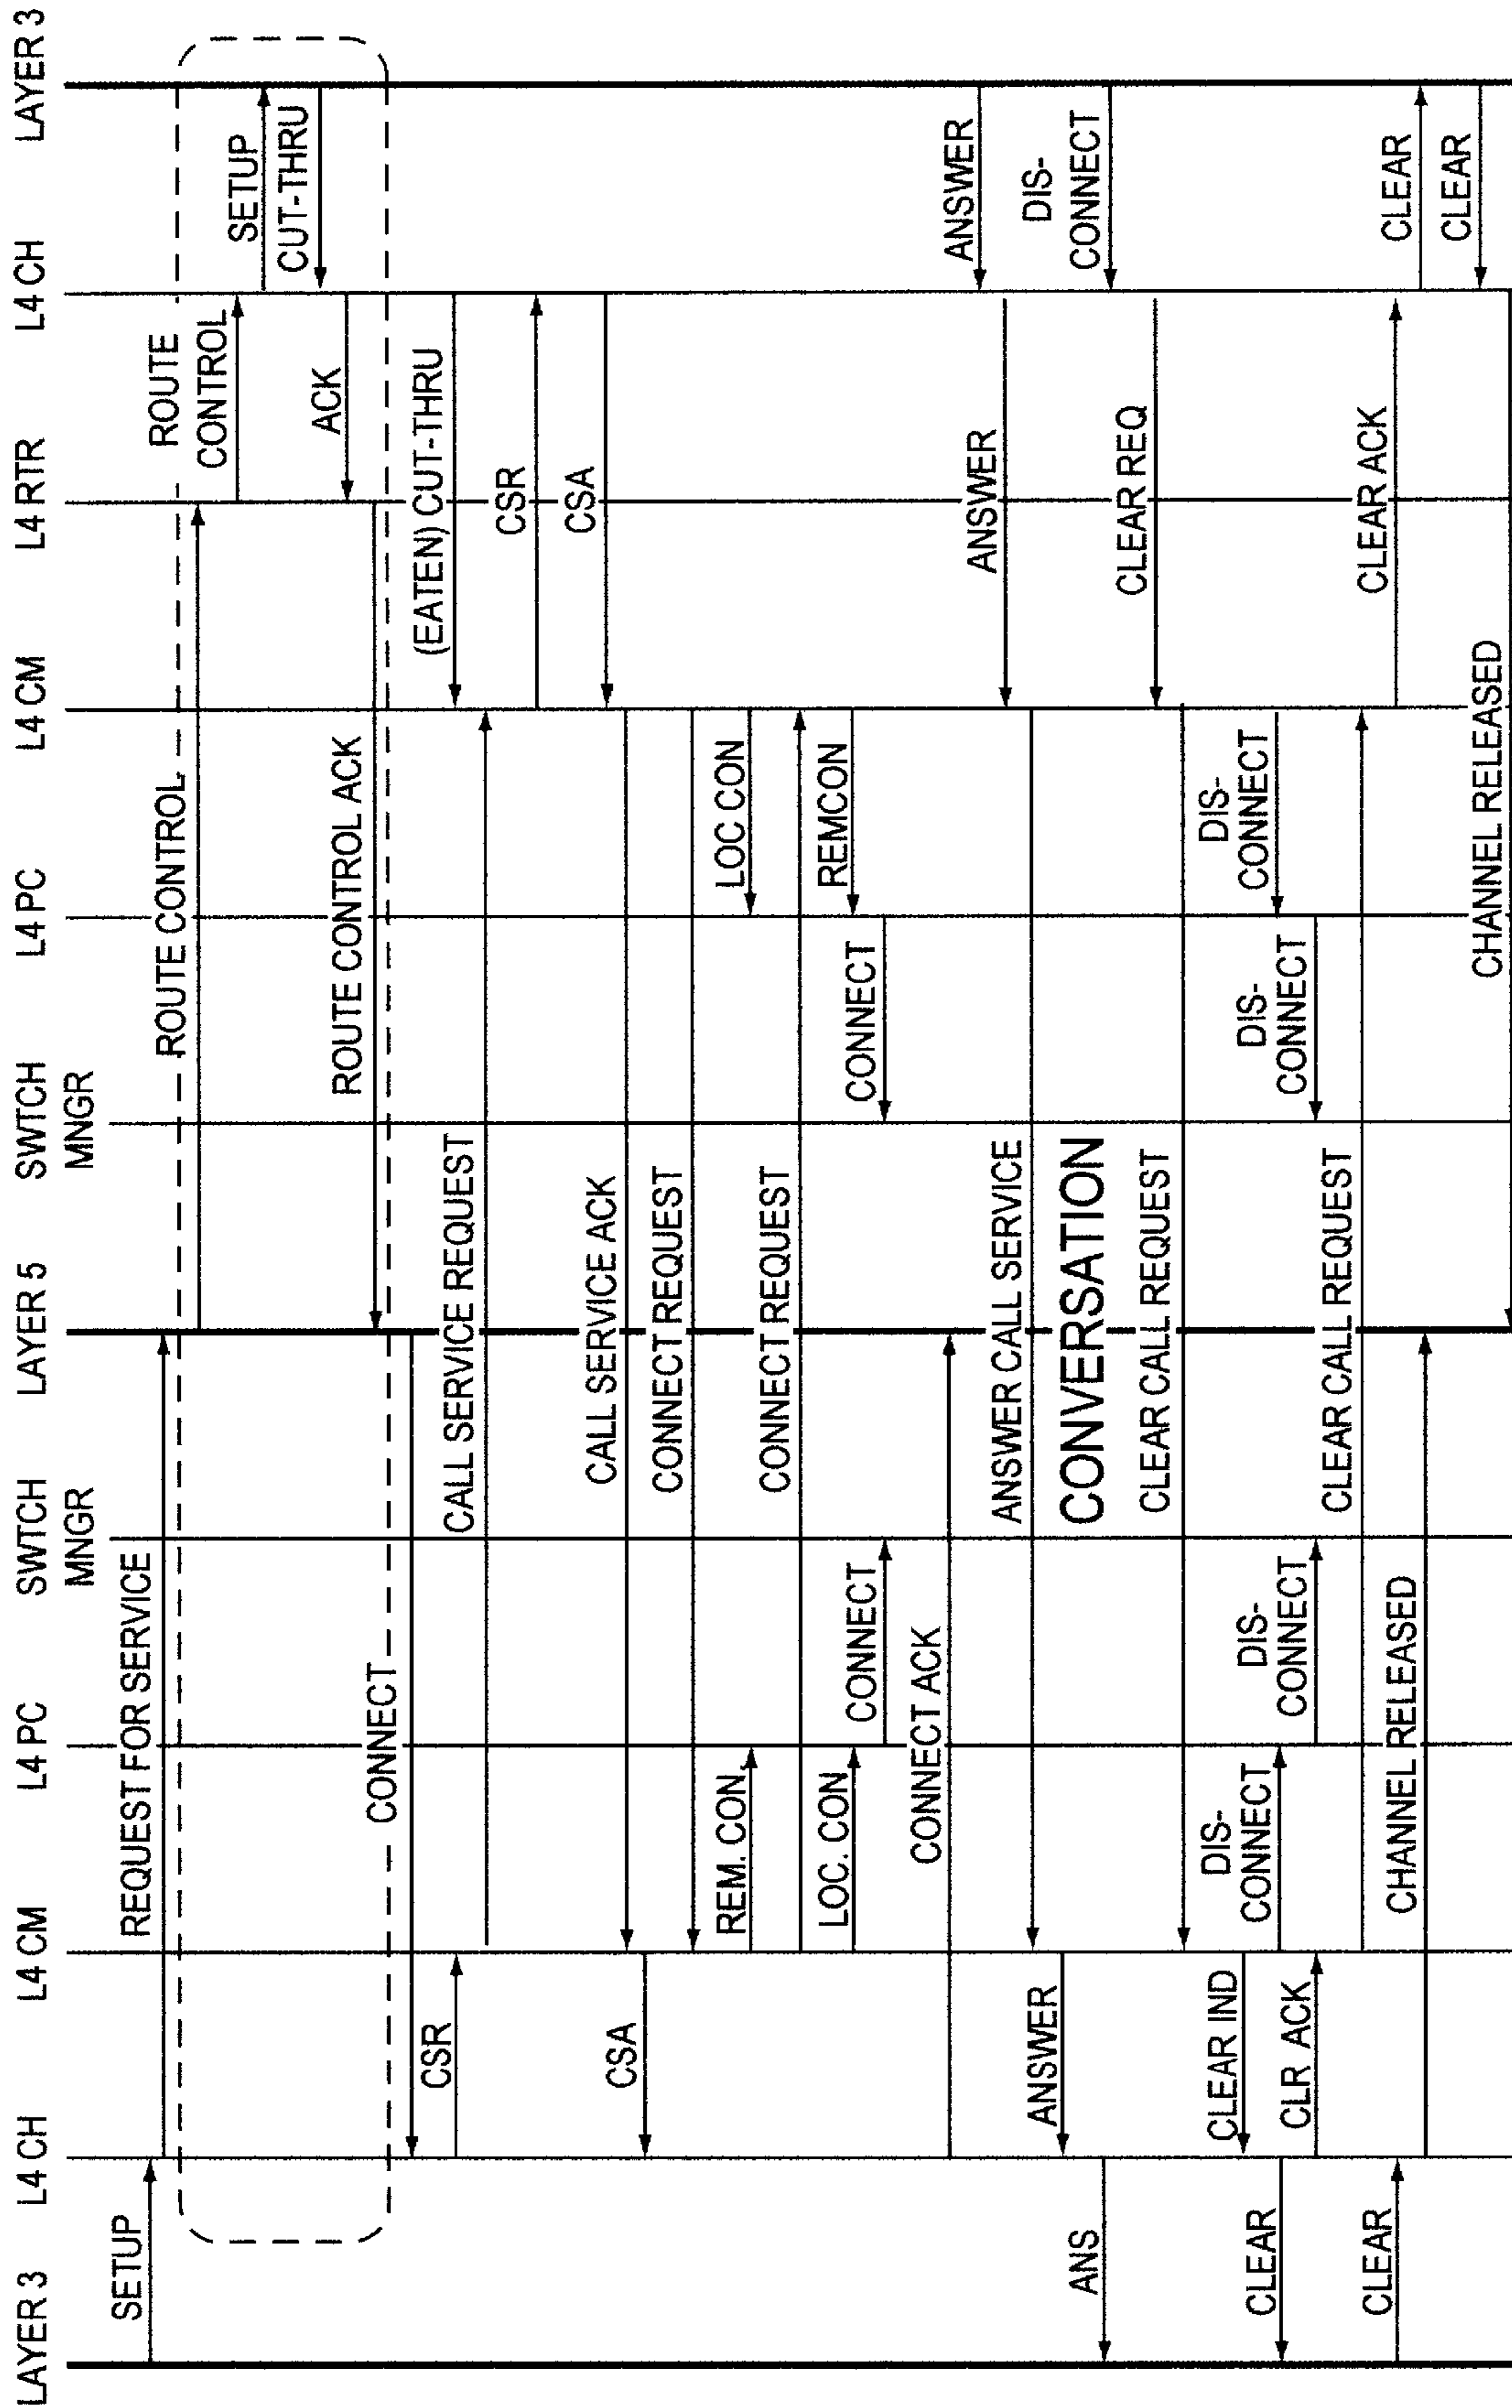 LAYER 3
L4 CH
L4 CM
L4 PC
SWTCH
MNGR
LAYER 5
SWTCH
MNGR
L4 PC
L4 CM
L4 RTR
L4 CH
LAYER 3
SETUP
REQUEST FOR SERVICE
ROUTE CONTROL
ROUTE
CONTROL
SETUP
CUT-THRU
ACK
ROUTE CONTROL ACK
CONNECT
(EATEN) CUT-THRU
CSR
CALL SERVICE REQUEST
CSR
CSA
CALL SERVICE ACK
CSA
CONNECT REQUEST
REM. CON.
LOC CON
CONNECT REQUEST
LOC. CON
REMCON
CONNECT
CONNECT
CONNECT ACK
ANSWER
ANSWER
ANSWER CALL SERVICE
ANSWER
ANS
CONVERSATION
DIS-
CONNECT
CLEAR REQ
CLEAR CALL REQUEST
CLEAR IND
DIS-
CONNECT
DIS-
CONNECT
CLEAR
CLR ACK
DIS-
CONNECT
DIS-
CONNECT
CLEAR CALL REQUEST
CLEAR ACK
CLEAR
CLEAR
CHANNEL RELEASED
CLEAR
CHANNEL RELEASED